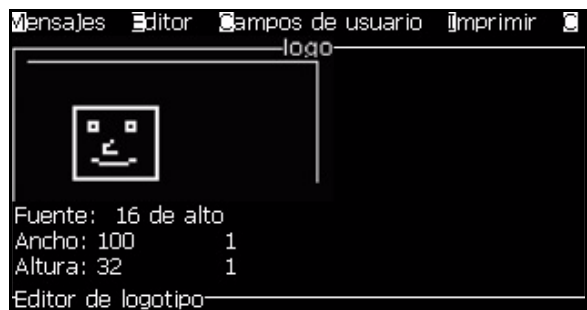 Mensajes Editor Campos de usuario Imprimir C
logo
Fuente: 16 de alto
Ancho: 100 1
Altura: 32 1
Editor de logotipo